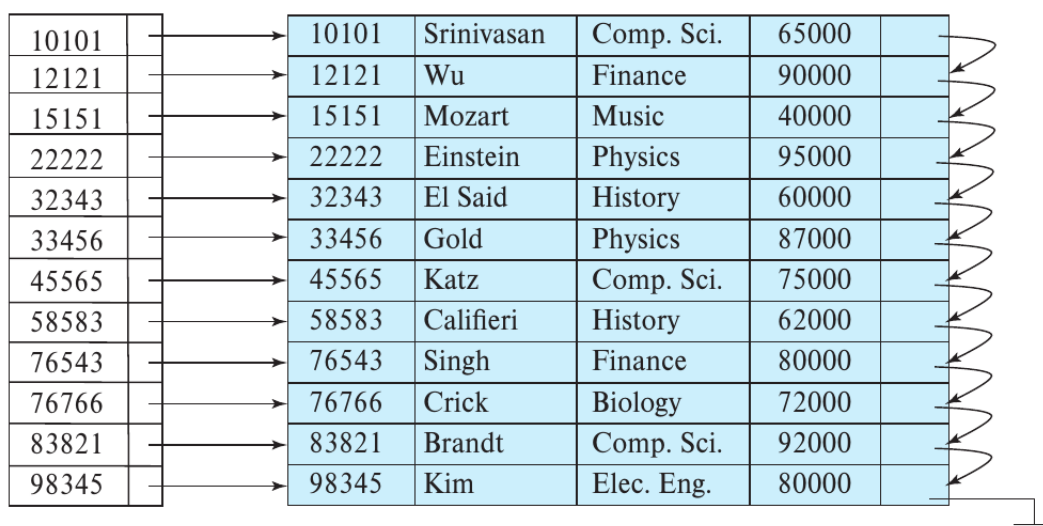 10101 10101 Srinivasan Comp. Sci. 65000
12121 12121 Wu Finance 90000
15151 15151 Mozart Music 40000
22222 22222 Einstein Physics 95000
32343 32343 El Said History 60000
33456 33456 Gold Physics 87000
45565 45565 Katz Comp. Sci. 75000
58583 58583 Califieri History 62000
76543 76543 Singh Finance 80000
76766 76766 Crick Biology 72000
83821 83821 Brandt Comp. Sci. 92000
98345 98345 Kim Elec. Eng. 80000